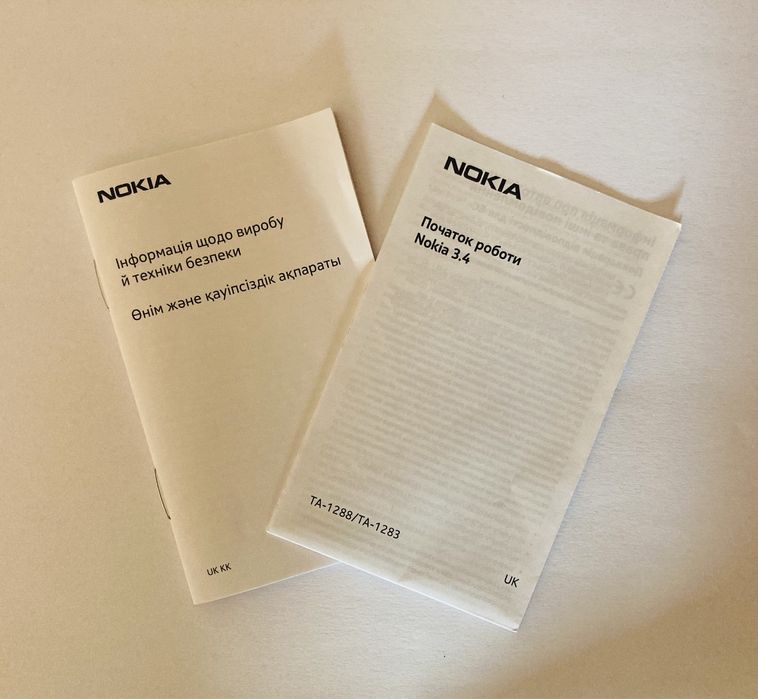 NOKIA
Інформація щодо виробу
й техніки безпеки
Өнім және қауіпсіздік ақпараты
UK KK
NOKIA
Початок роботи
Nokia 3.4
TA-1288/TA-1283
UK